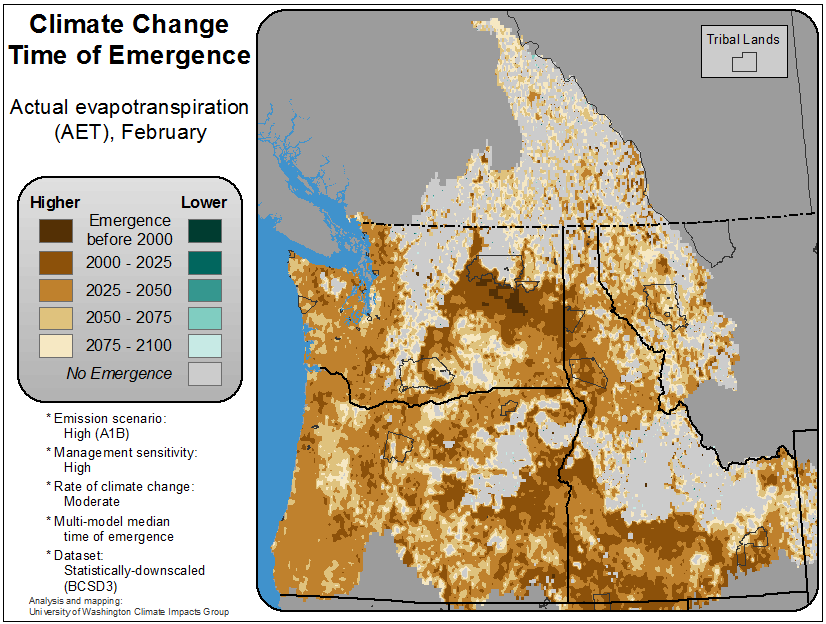 Climate Change
Time of Emergence
Actual evapotranspiration
(AET), February
Higher
Lower
Emergence
before 2000
2000 - 2025
2025 - 2050
2050 - 2075
2075 - 2100
No Emergence
* Emission scenario:
High (A1B)
* Management sensitivity:
High
* Rate of climate change:
Moderate
* Multi-model median
time of emergence
* Dataset:
Statistically-downscaled
(BCSD3)
Analysis and mapping:
University of Washington Climate Impacts Group
Tribal Lands